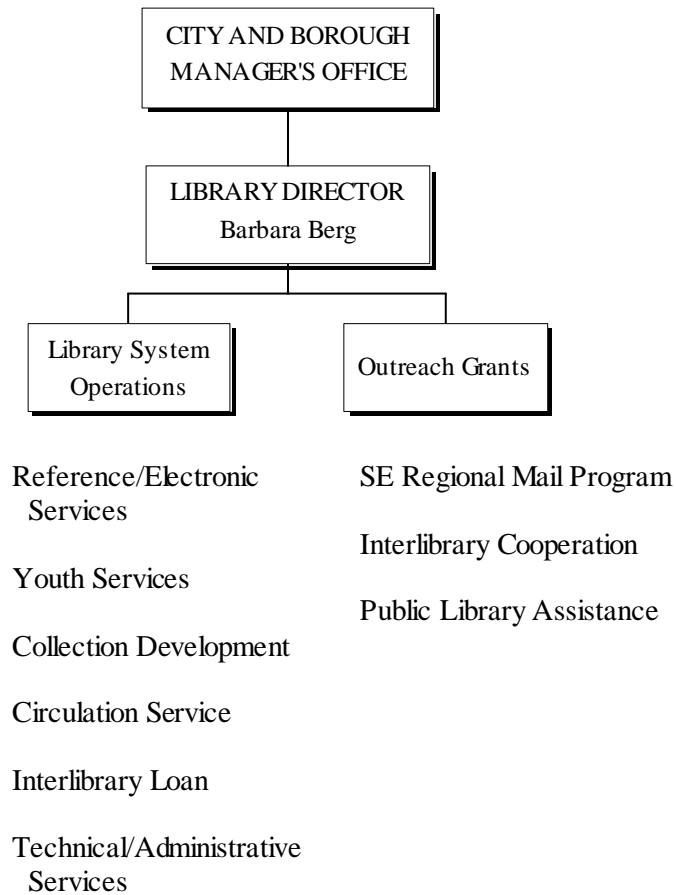 CITY AND BOROUGH
MANAGER'S OFFICE
LIBRARY DIRECTOR
Barbara Berg
Library System
Operations
Outreach Grants
Reference/Electronic
Services
Youth Services
Collection Development
Circulation Service
Interlibrary Loan
Technical/Administrative
Services
SE Regional Mail Program
Interlibrary Cooperation
Public Library Assistance